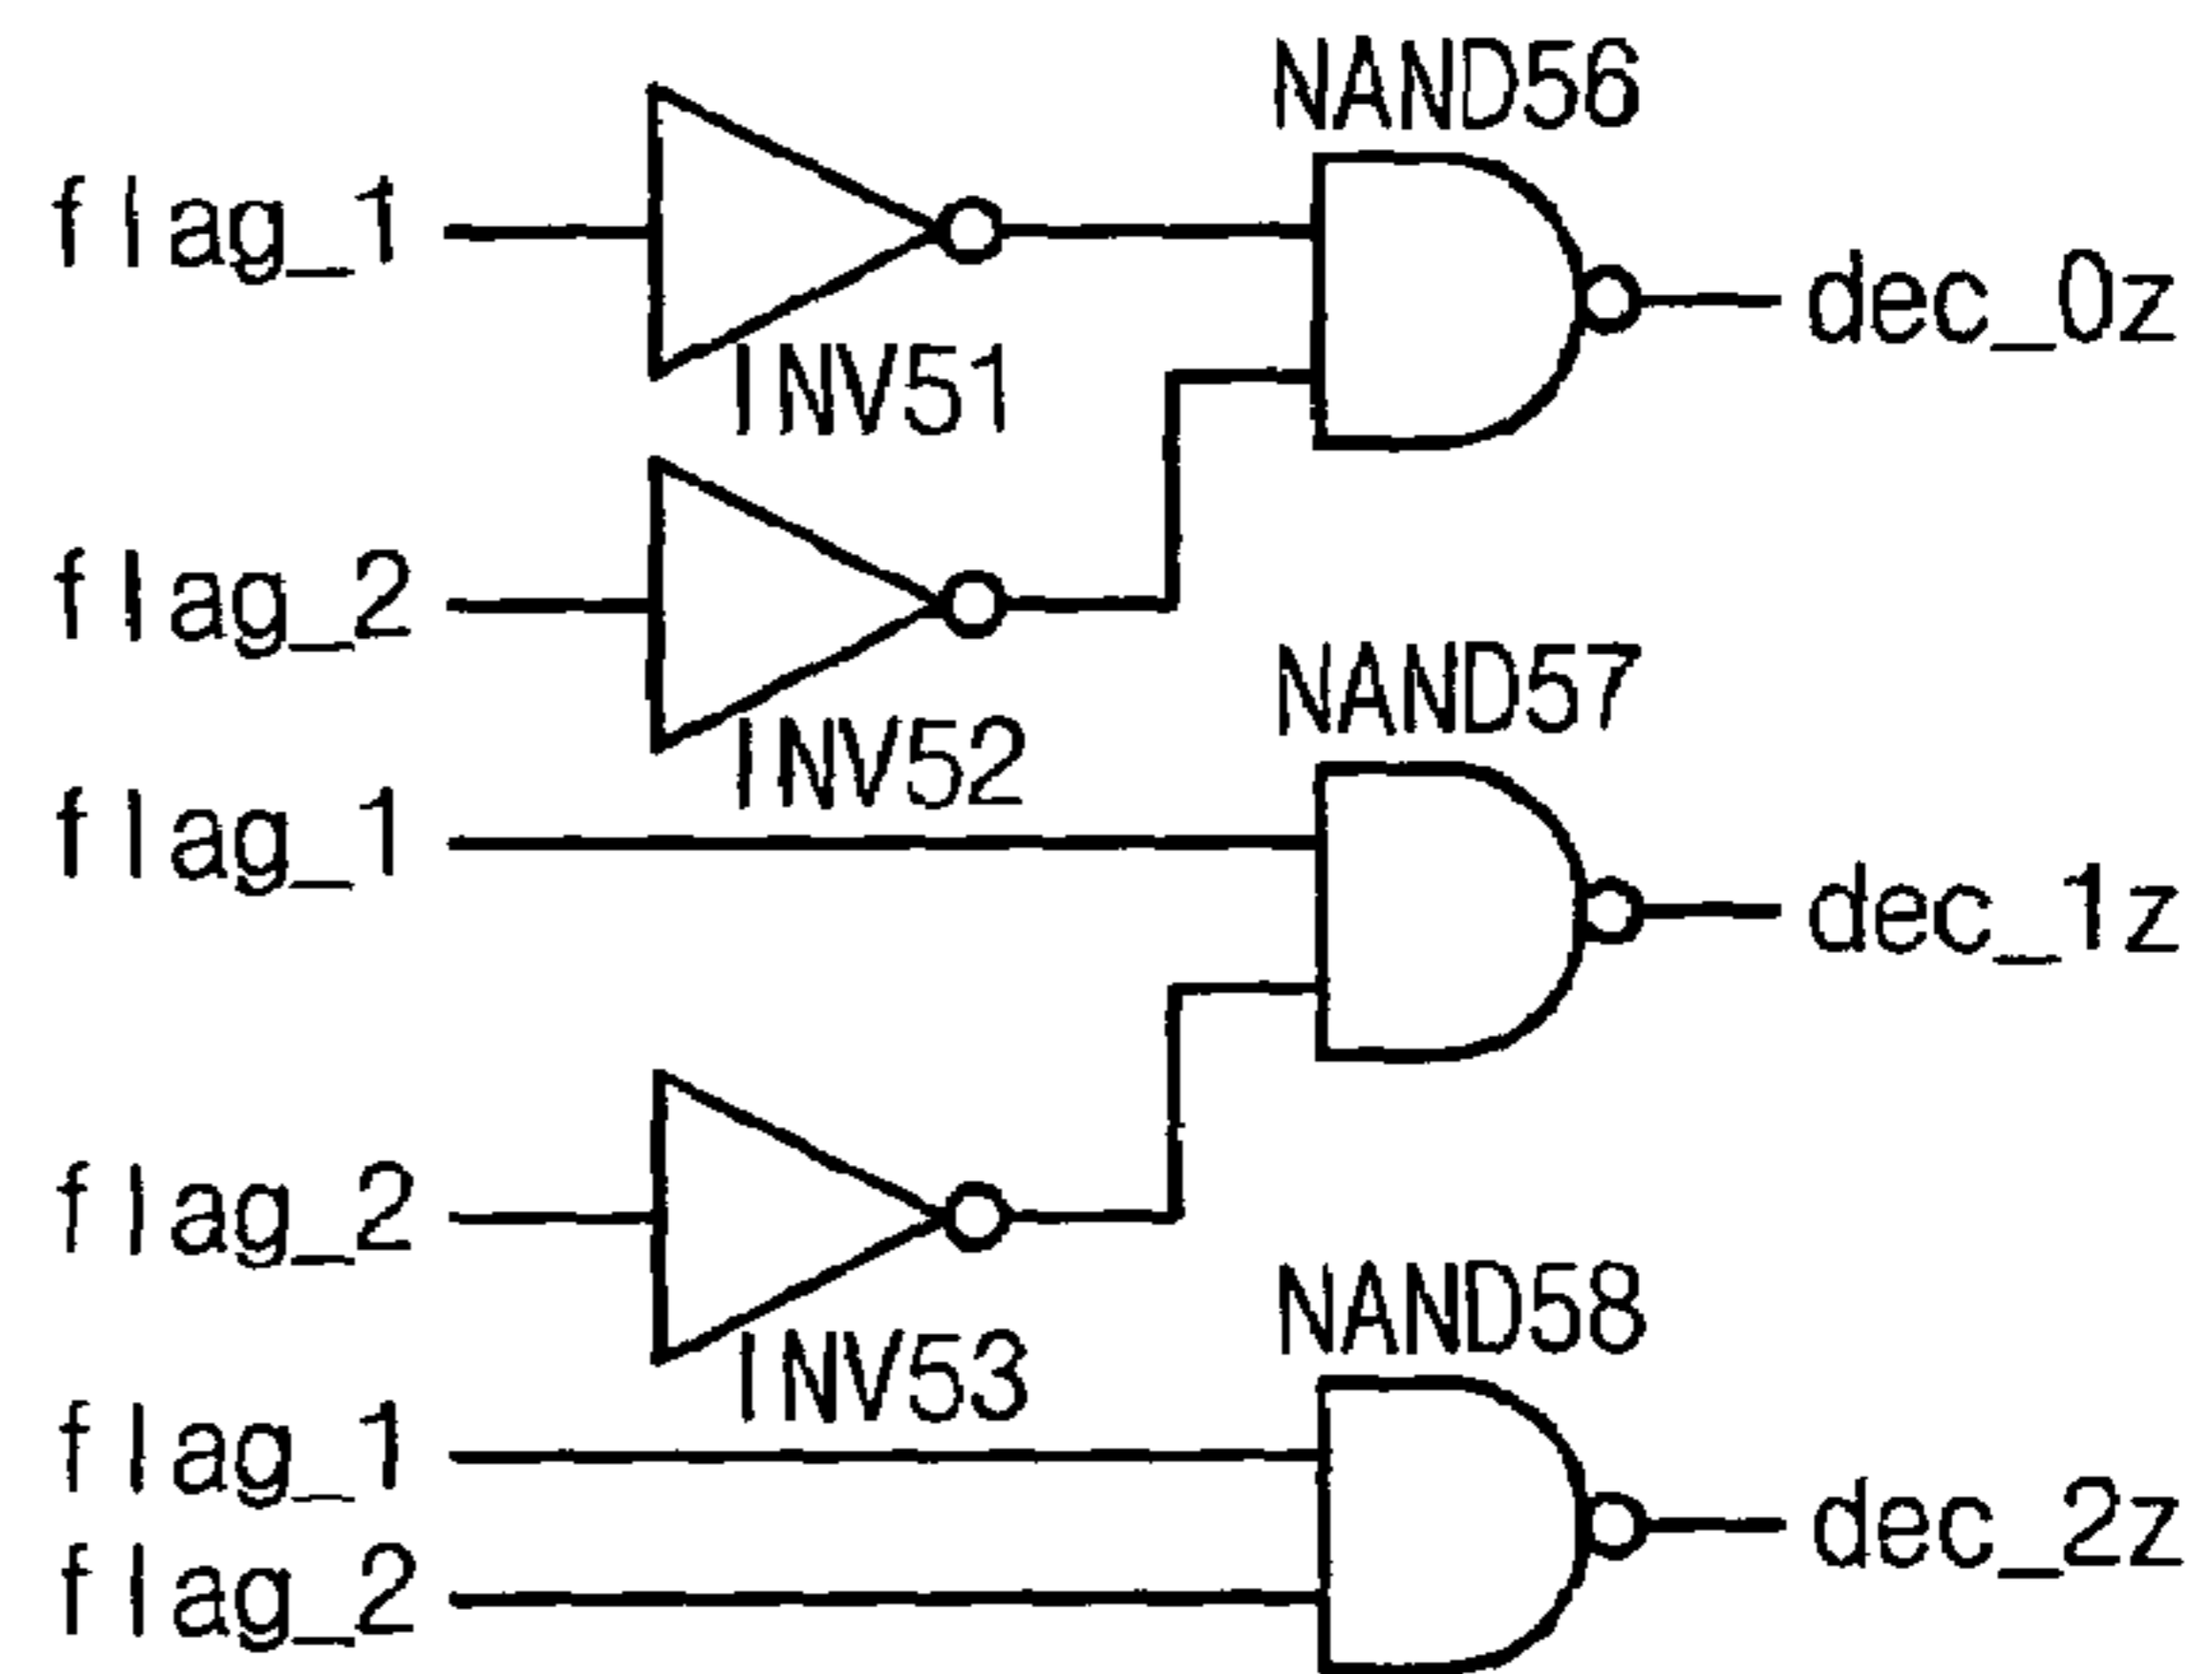 NAND56
flag_1
dec_0z
INV51
flag_2
NAND57
INV52
flag_1
dec_1z
flag_2
NAND58
INV53
flag_1
dec_2z
flag_2